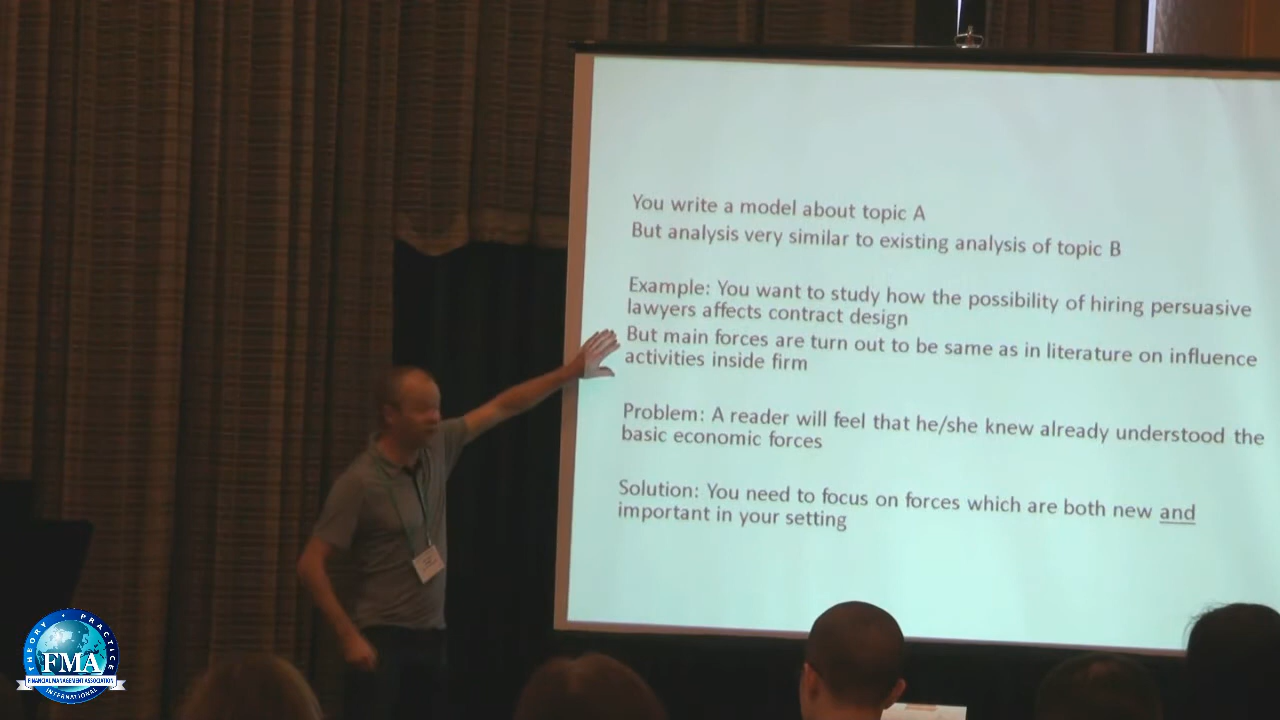 You write a model about topic A
But analysis very similar to existing analysis of topic B
Example: You want to study how the possibility of hiring persuasive
lawyers affects contract design
But main forces are turn out to be same as in literature on influence
activities inside firm
Problem: A reader will feel that he/she knew already understood the
basic economic forces
Solution: You need to focus on forces which are both new and
important in your setting
THEORY • PRACTICE
FMA
FINANCIAL MANAGEMENT ASSOCIATION
INTERNATIONAL